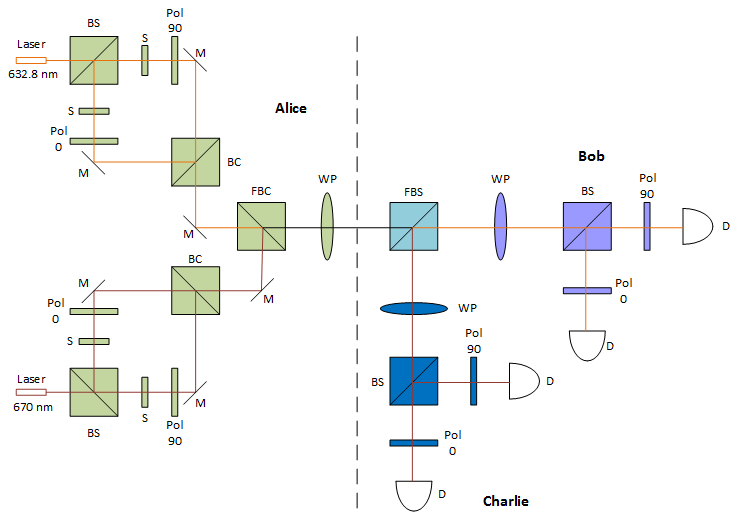 BS
Pol
90
S
M
Laser
632.8 nm
S
Pol
0
M
BC
Alice
Bob
FBC
WP
FBS
WP
BS
Pol
90
D
M
BC
M
M
Pol
0
S
Pol
0
D
WP
Pol
90
Laser
670 nm
BS
S
Pol
90
M
BS
D
Pol
0
D
Charlie